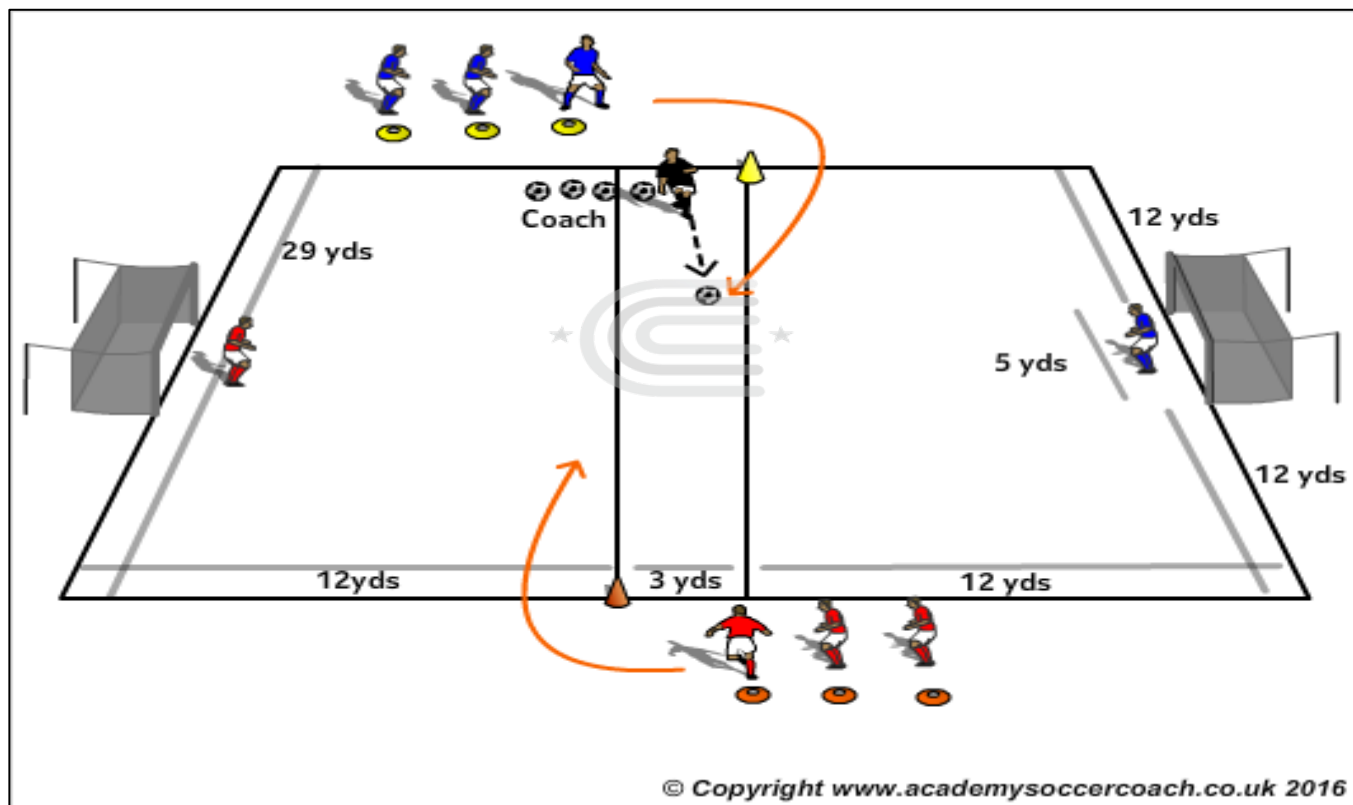 Coach
12 yds
29 yds
5 yds
12 yds
12yds
3 yds
12 yds
© Copyright www.academysoccercoach.co.uk 2016